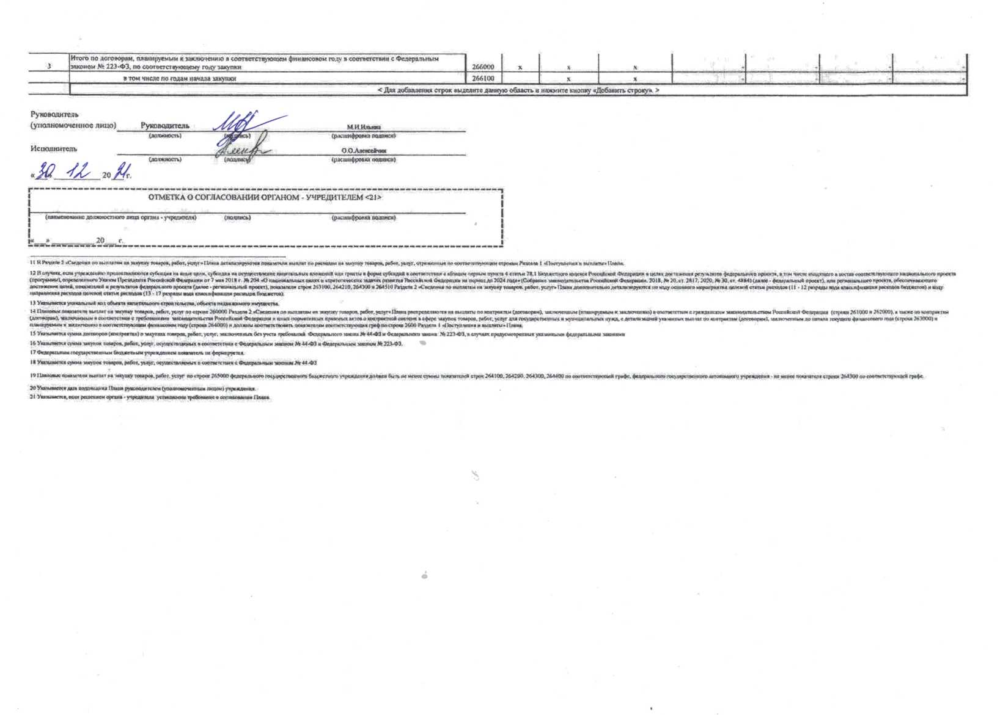 Итого по договорам, планируемым к заключению в соответствующем финансовом году в соответствии с Федеральным
3 законом № 223-ФЗ, по соответствующему году закупки 266000 x x x - - - -
в том числе по годам начала закупки 266100 x x - - - -
< Для добавления строк выделите данную область и нажмите кнопку «Добавить строку». >
Руководитель
(уполномоченное лицо) Руководитель М.И.Ильина
(должность) (подпись) (расшифровка подписи)
Исполнитель О.О.Алексейчик
(должность) (подпись) (расшифровка подписи)
« 30 » 12 20 21 г.
ОТМЕТКА О СОГЛАСОВАНИИ ОРГАНОМ - УЧРЕДИТЕЛЕМ <21>
(наименование должностного лица органа - учредителя) (подпись) (расшифровка подписи)
«___» __________ 20___ г.
11 В Разделе 2 «Сведения по выплатам на закупку товаров, работ, услуг» Плана детализируются показатели выплат по расходам на закупку товаров, работ, услуг, отраженные по соответствующим строкам Раздела 1 «Поступления и выплаты» Плана.
12 В случаях, если учреждению предоставляются субсидия на иные цели, субсидия на осуществление капитальных вложений или гранты в форме субсидий в соответствии с абзацем первым пункта 4 статьи 78.1 Бюджетного кодекса Российской Федерации в целях достижения результатов федерального проекта, в том числе входящего в состав соответствующего национального проекта
(программы), определенного Указом Президента Российской Федерации от 7 мая 2018 г. № 204 «О национальных целях и стратегических задачах развития Российской Федерации на период до 2024 года» (Собрание законодательства Российской Федерации, 2018, № 20, ст. 2817; 2020, № 30, ст. 4884) (далее - федеральный проект), или регионального проекта, обеспечивающего
достижение целей, показателей и результатов федерального проекта (далее - региональный проект), показатели строк 263100, 264210, 264300 и 264510 Раздела 2 «Сведения по выплатам на закупку товаров, работ, услуг» Плана дополнительно детализируются по коду основного мероприятия целевой статьи расходов (11 - 12 разряды кода классификации расходов бюджетов) и коду
направления расходов целевой статьи расходов (13 - 17 разряды кода классификации расходов бюджетов).
13 Указывается уникальный код объекта капитального строительства, объекта недвижимого имущества.
14 Плановые показатели выплат на закупку товаров, работ, услуг по строке 260000 Раздела 2 «Сведения по выплатам на закупку товаров, работ, услуг» Плана распределяются на выплаты по контрактам (договорам), заключенным (планируемым к заключению) в соответствии с гражданским законодательством Российской Федерации (строки 261000 и 262000), а также по контрактам
(договорам), заключаемым в соответствии с требованиями законодательства Российской Федерации и иных нормативных правовых актов о контрактной системе в сфере закупок товаров, работ, услуг для государственных и муниципальных нужд, с детализацией указанных выплат по контрактам (договорам), заключенным до начала текущего финансового года (строка 263000) и
планируемым к заключению в соответствующем финансовом году (строка 264000) и должны соответствовать показателям соответствующих граф по строке 2600 Раздела 1 «Поступления и выплаты» Плана.
15 Указывается сумма договоров (контрактов) о закупках товаров, работ, услуг, заключенных без учета требований Федерального закона № 44-ФЗ и Федерального закона № 223-ФЗ, в случаях предусмотренных указанными федеральными законами
16 Указывается сумма закупок товаров, работ, услуг, осуществляемых в соответствии с Федеральным законом № 44-ФЗ и Федеральным законом № 223-ФЗ.
17 Федеральным государственным бюджетным учреждением показатель не формируется.
18 Указывается сумма закупок товаров, работ, услуг, осуществляемых в соответствии с Федеральным законом № 44-ФЗ
19 Плановые показатели выплат на закупку товаров, работ, услуг по строке 265000 федерального государственного бюджетного учреждения должен быть не менее суммы показателей строк 264100, 264200, 264300, 264400 по соответствующей графе, федерального государственного автономного учреждения - не менее показателя строки 264300 по соответствующей графе.
20 Указывается дата подписания Плана руководителем (уполномоченным лицом) учреждения.
21 Указывается, если решением органа - учредителя установлено требование о согласовании Плана.